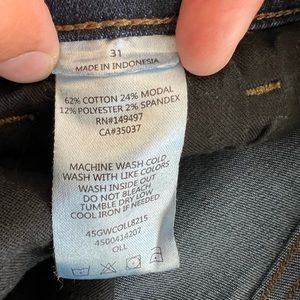 31
MADE IN INDONESIA
62% COTTON 24% MODAL
12% POLYESTER 2% SPANDEX
RN#149497
CA#35037
MACHINE WASH COLD
WASH WITH LIKE COLORS
WASH INSIDE OUT
DO NOT BLEACH
TUMBLE DRY LOW
COOL IRON IF NEEDED
45GWCOLL8215
4500414207
OLL